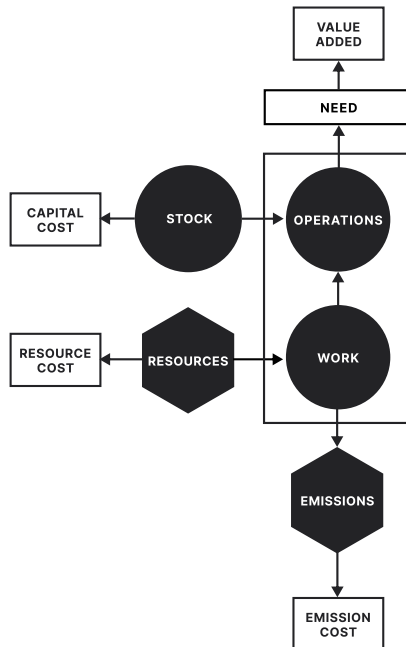 VALUE
ADDED
NEED
CAPITAL
COST
STOCK
OPERATIONS
RESOURCE
COST
RESOURCES
WORK
EMISSIONS
EMISSION
COST